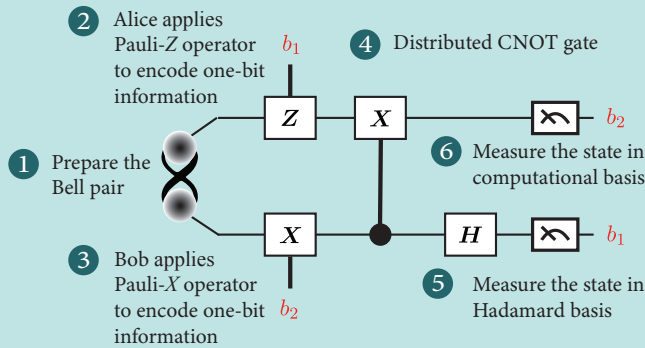 2 Alice applies
Pauli-Z operator
to encode one-bit
information
b1
4 Distributed CNOT gate
Z
X
b2
1 Prepare the
Bell pair
6 Measure the state in
computational basis
X
H
b1
3 Bob applies
Pauli-X operator
to encode one-bit
information
b2
5 Measure the state in
Hadamard basis